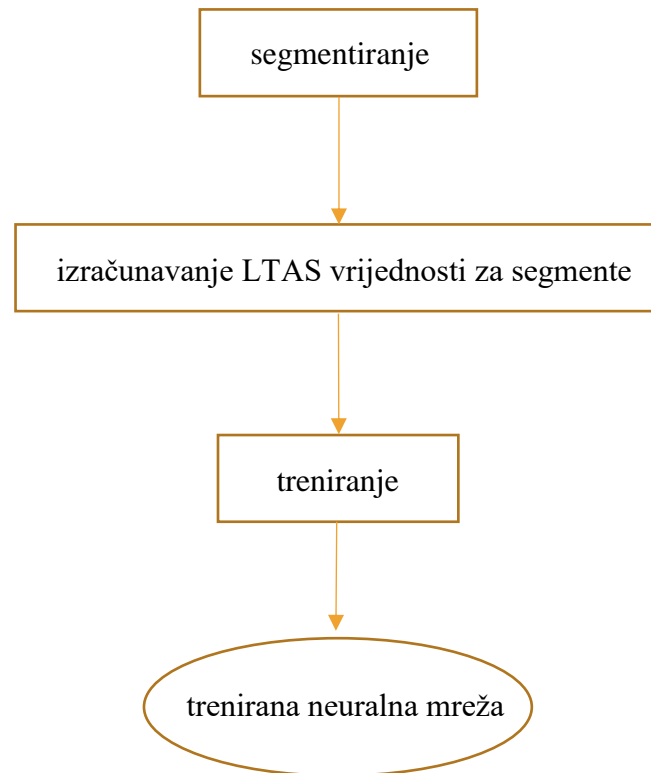 segmentiranje
izračunavanje LTAS vrijednosti za segmente
treniranje
trenirana neuralna mreža